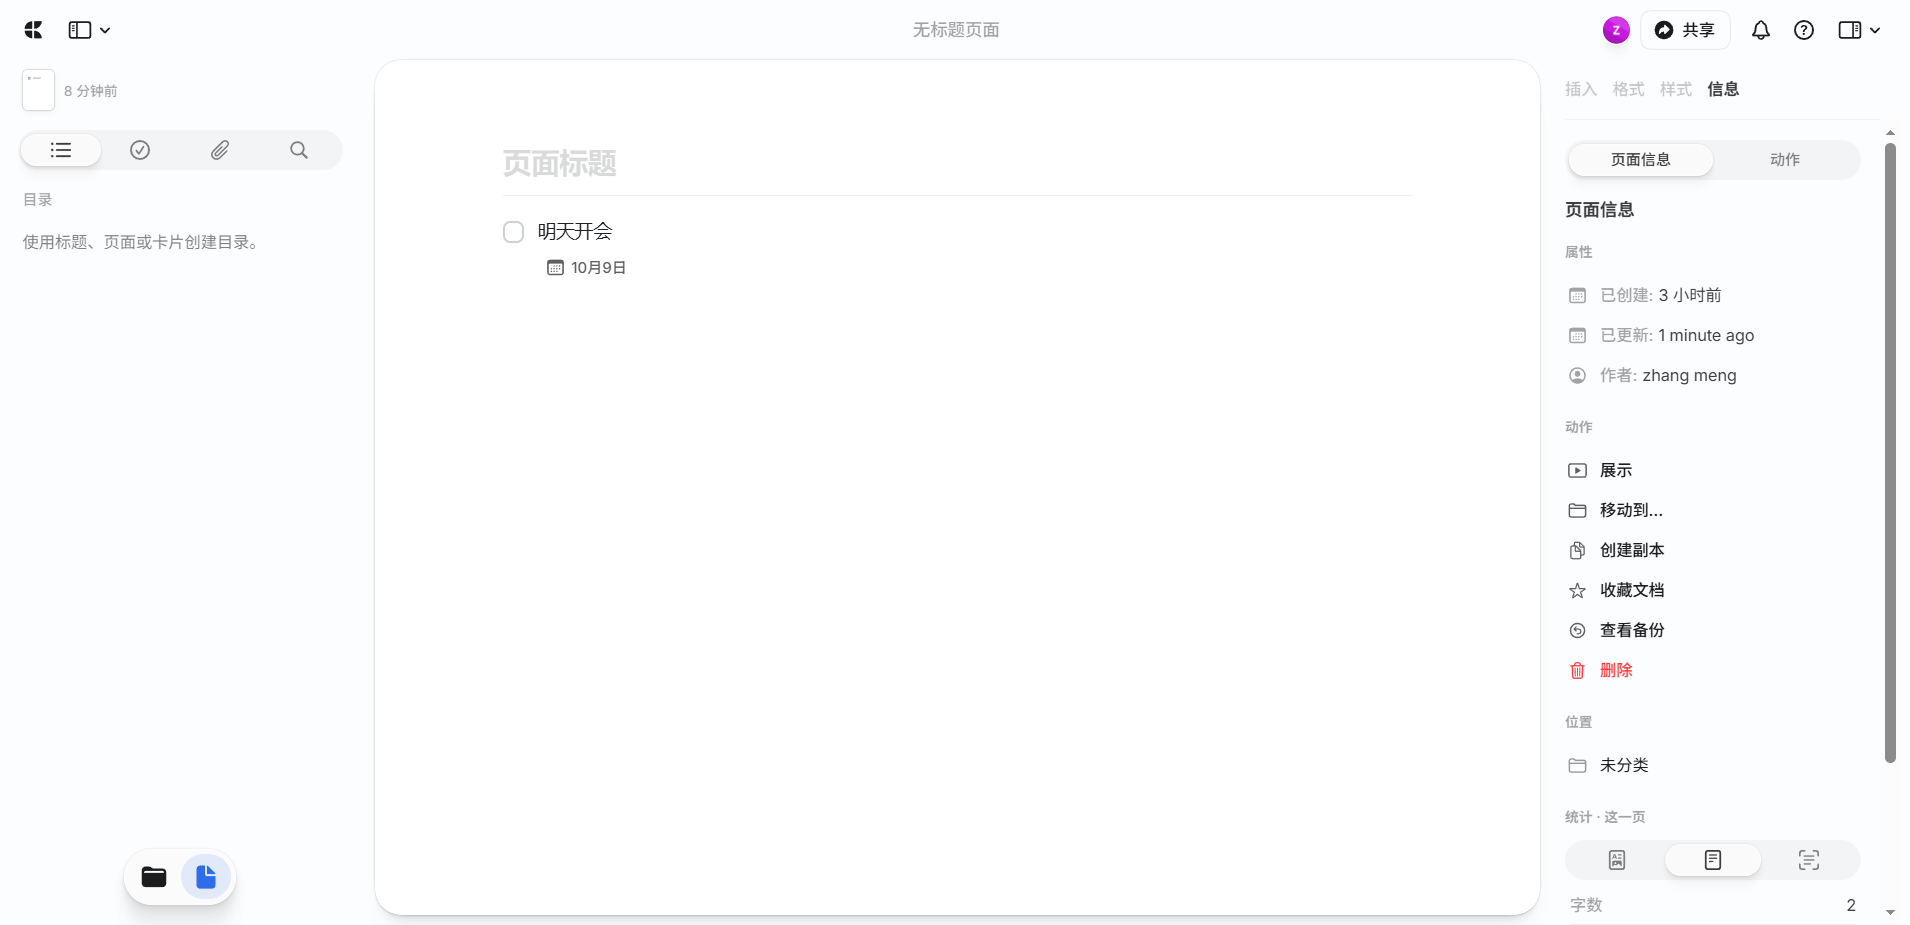 无标题页面
Z
共享
8 分钟前
目录
使用标题、页面或卡片创建目录。
页面标题
明天开会
10月9日
插入 格式 样式 信息
页面信息 动作
页面信息
属性
已创建: 3 小时前
已更新: 1 minute ago
作者: zhang meng
动作
展示
移动到...
创建副本
收藏文档
查看备份
删除
位置
未分类
统计 · 这一页
字数 2